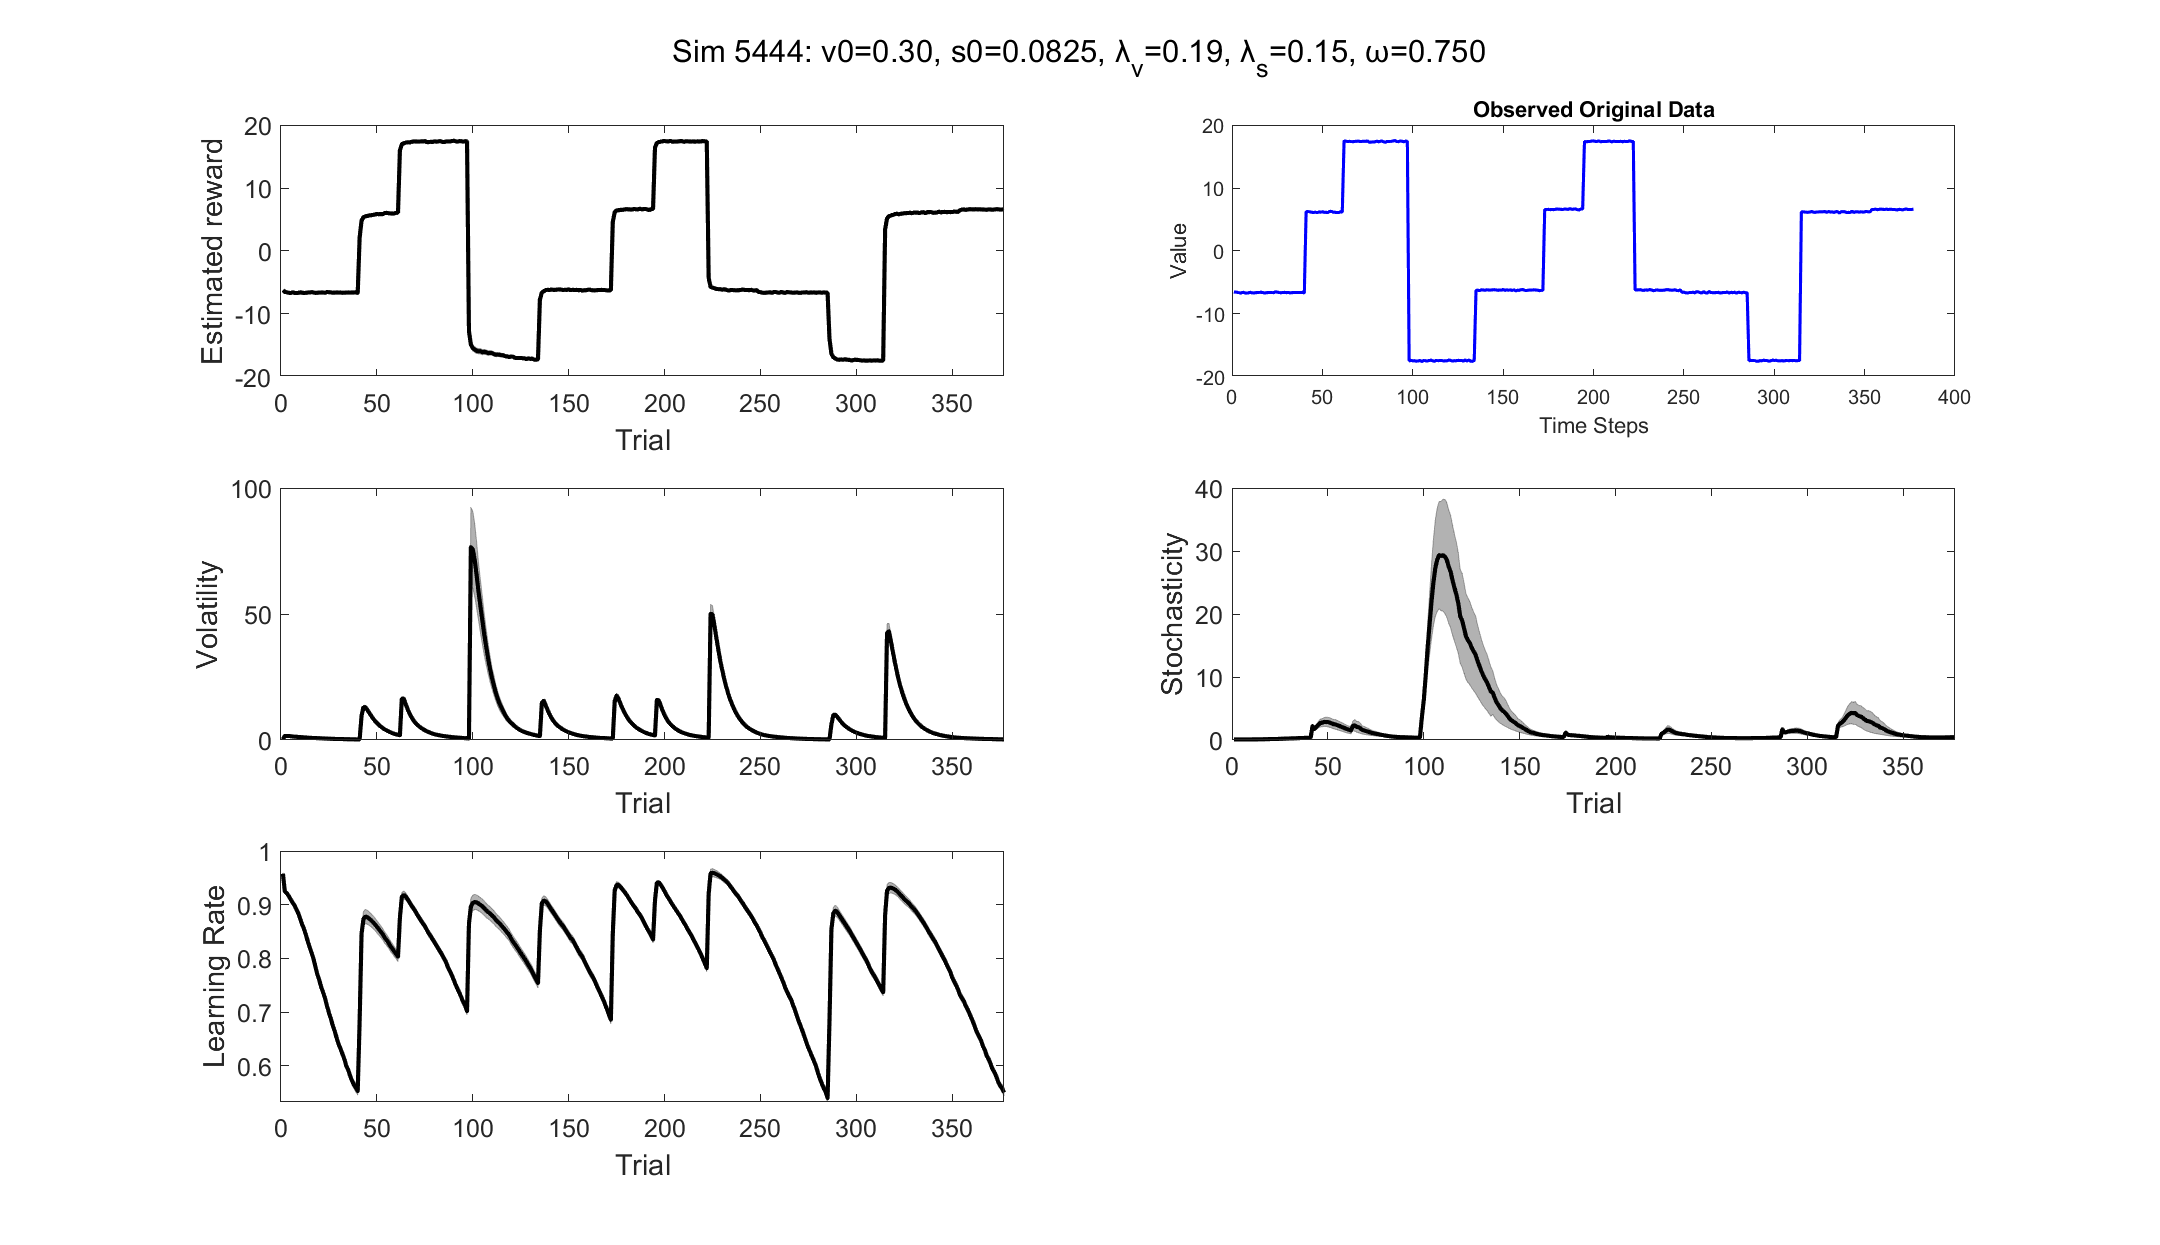 Sim 5444: v0=0.30, s0=0.0825, λv=0.19, λs=0.15, ω=0.750
Estimated reward
20
10
0
-10
-20
0 50 100 150 200 250 300 350
Trial
Observed Original Data
Value
20
10
0
-10
-20
0 50 100 150 200 250 300 350 400
Time Steps
Volatility
100
50
0
0 50 100 150 200 250 300 350
Trial
Stochasticity
40
30
20
10
0
0 50 100 150 200 250 300 350
Trial
Learning Rate
1
0.9
0.8
0.7
0.6
0 50 100 150 200 250 300 350
Trial